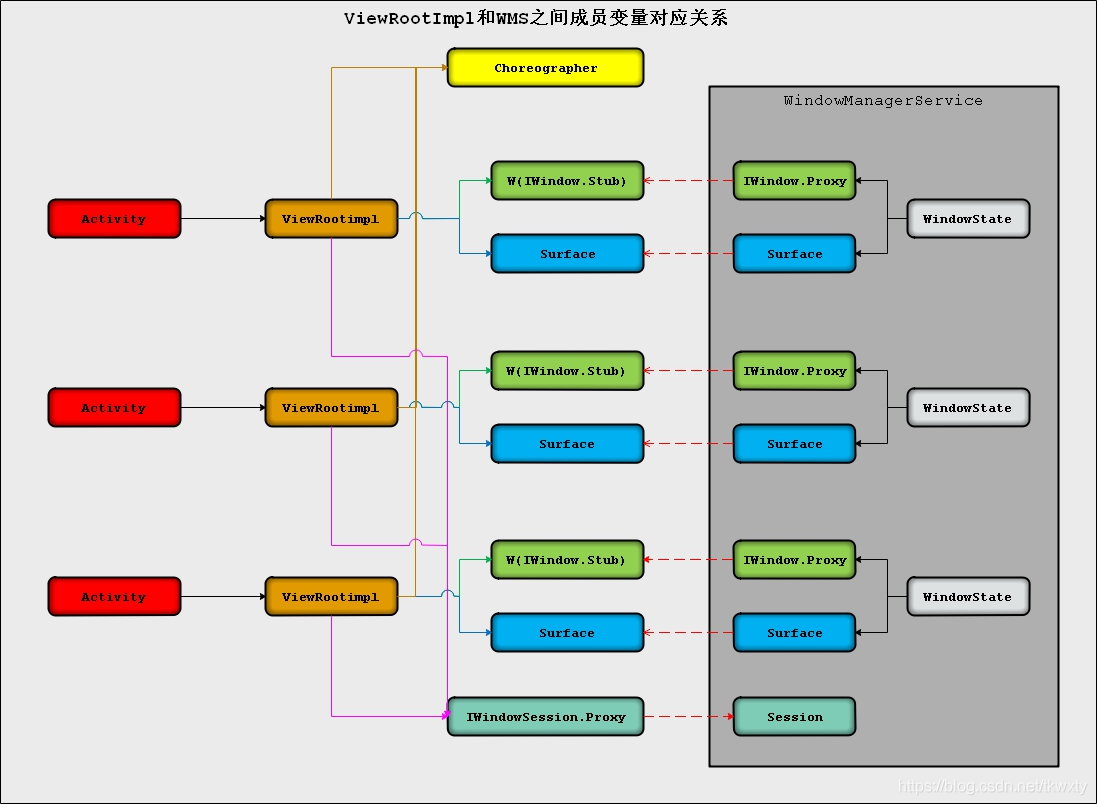 ViewRootImpl和WMS之间成员变量对应关系
Choreographer
WindowManagerService
W(IWindow.Stub)
IWindow.Proxy
Activity
ViewRootimpl
WindowState
Surface
Surface
W(IWindow.Stub)
IWindow.Proxy
Activity
ViewRootimpl
WindowState
Surface
Surface
W(IWindow.Stub)
IWindow.Proxy
Activity
ViewRootimpl
WindowState
Surface
Surface
IWindowSession.Proxy
Session
https://blog.csdn.net/tkwxty